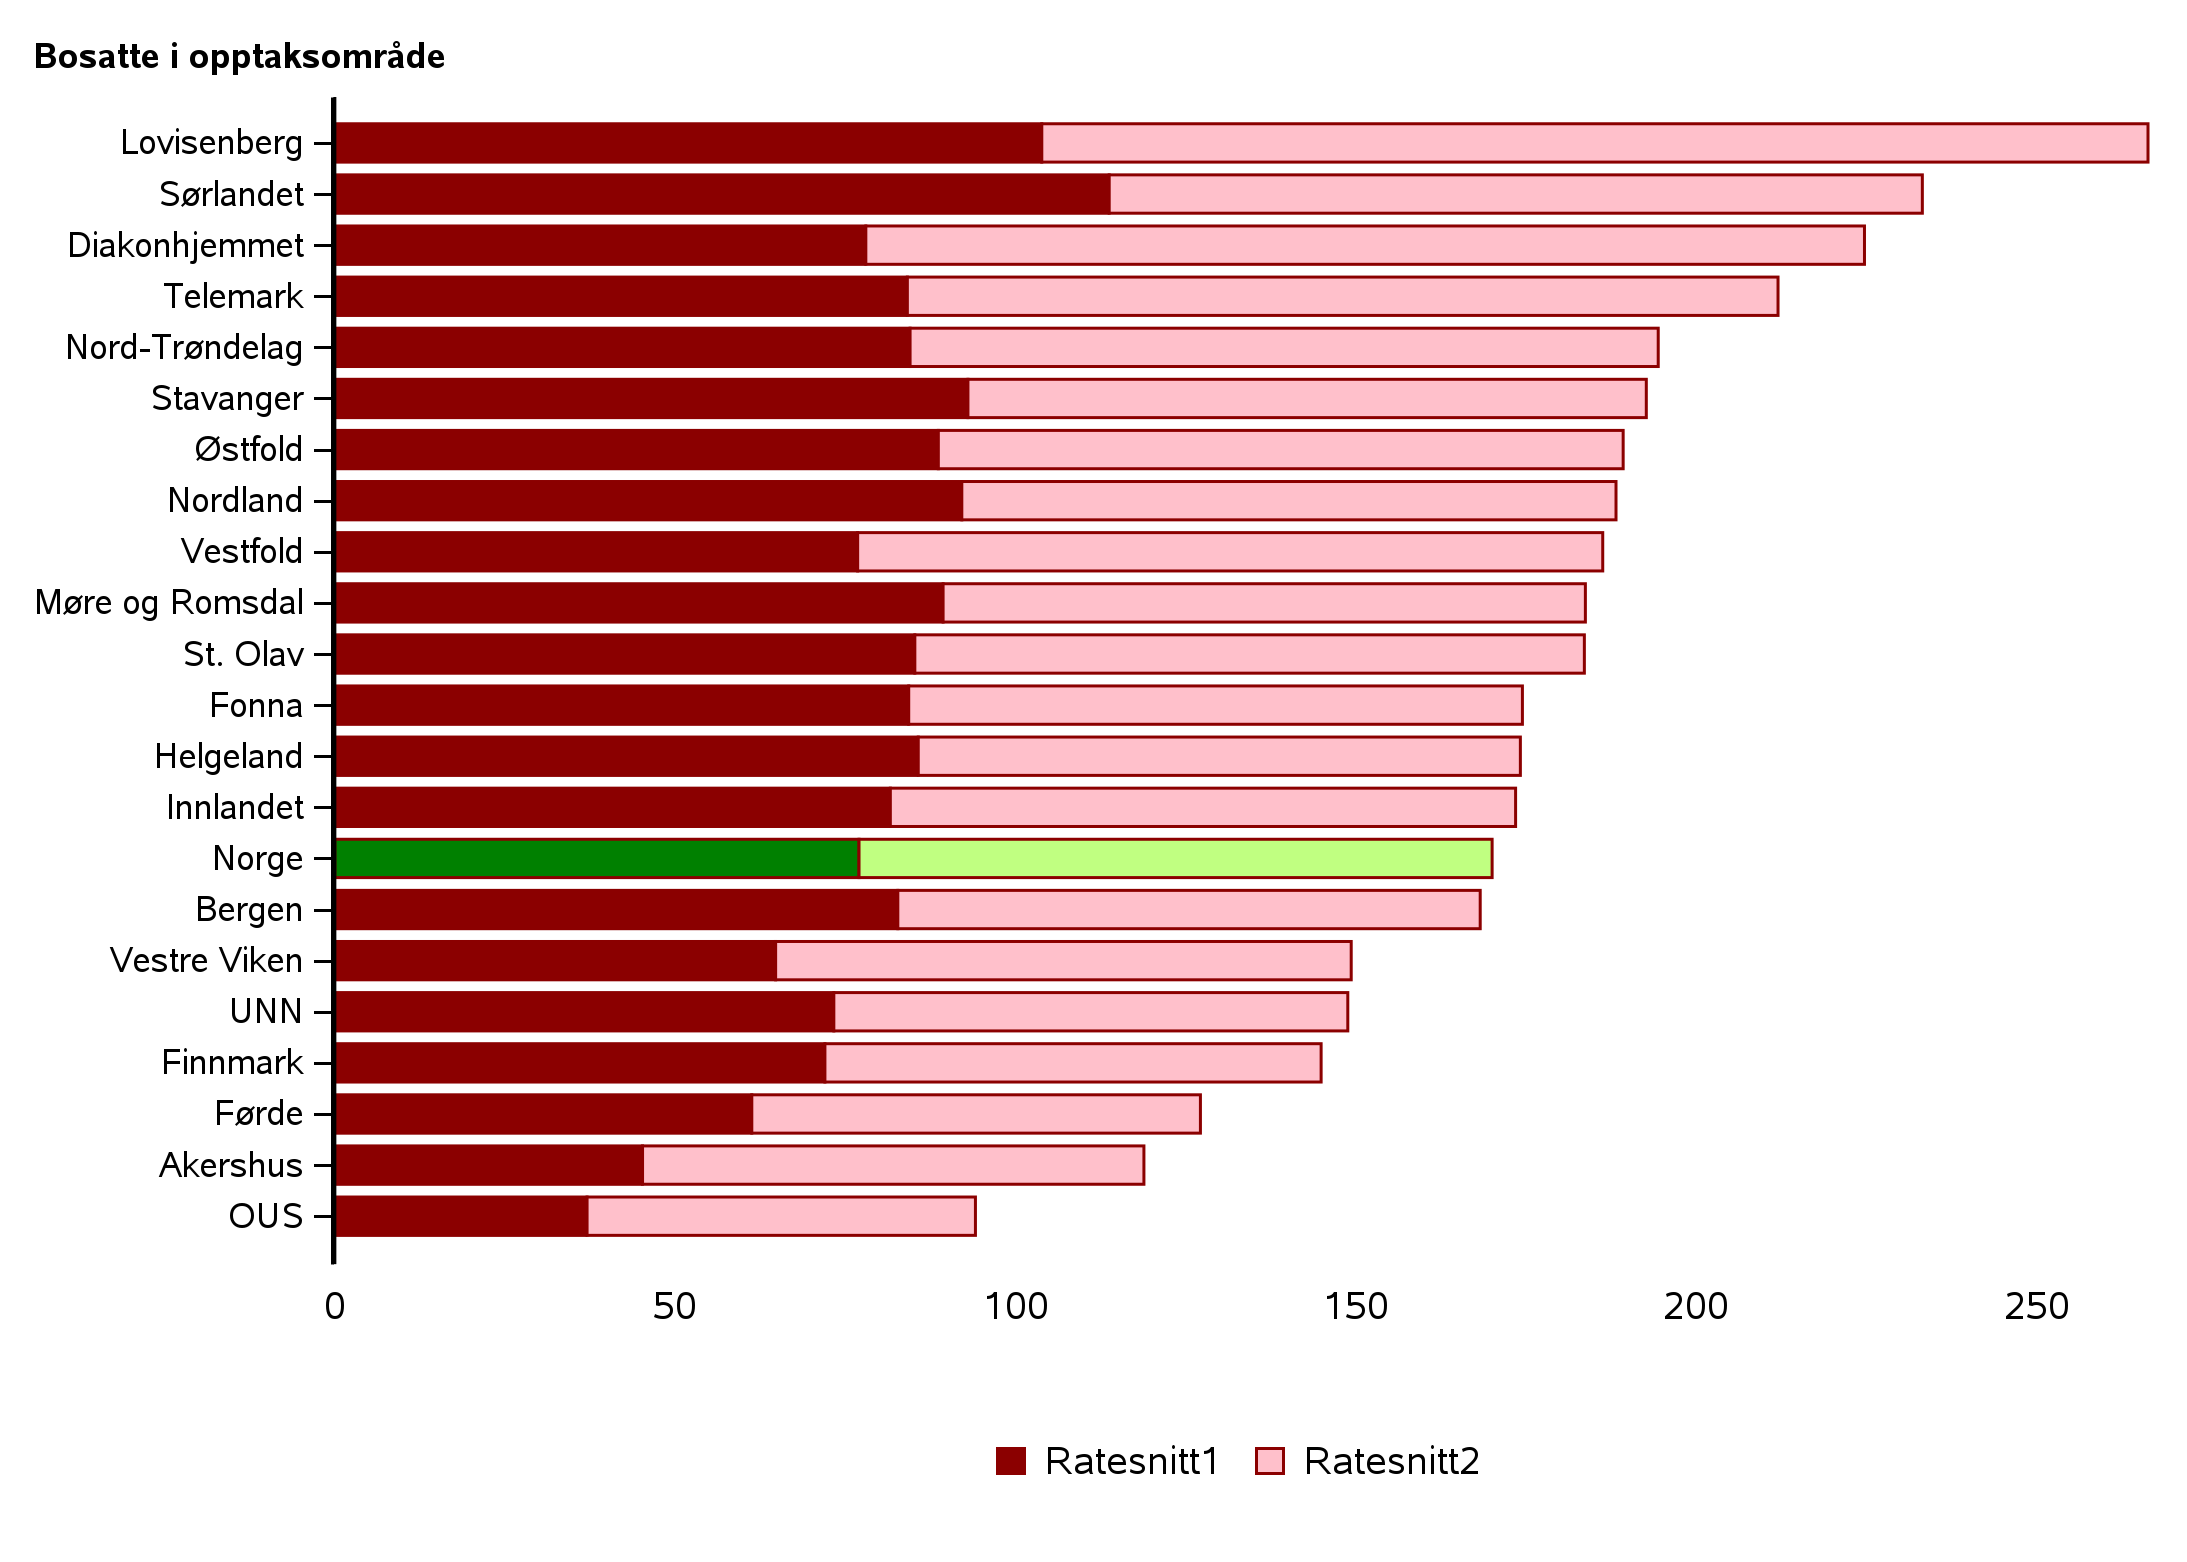 Bosatte i opptaksområde
Lovisenberg
Sørlandet
Diakonhjemmet
Telemark
Nord-Trøndelag
Stavanger
Østfold
Nordland
Vestfold
Møre og Romsdal
St. Olav
Fonna
Helgeland
Innlandet
Norge
Bergen
Vestre Viken
UNN
Finnmark
Førde
Akershus
OUS
0 50 100 150 200 250
Ratesnitt1 Ratesnitt2